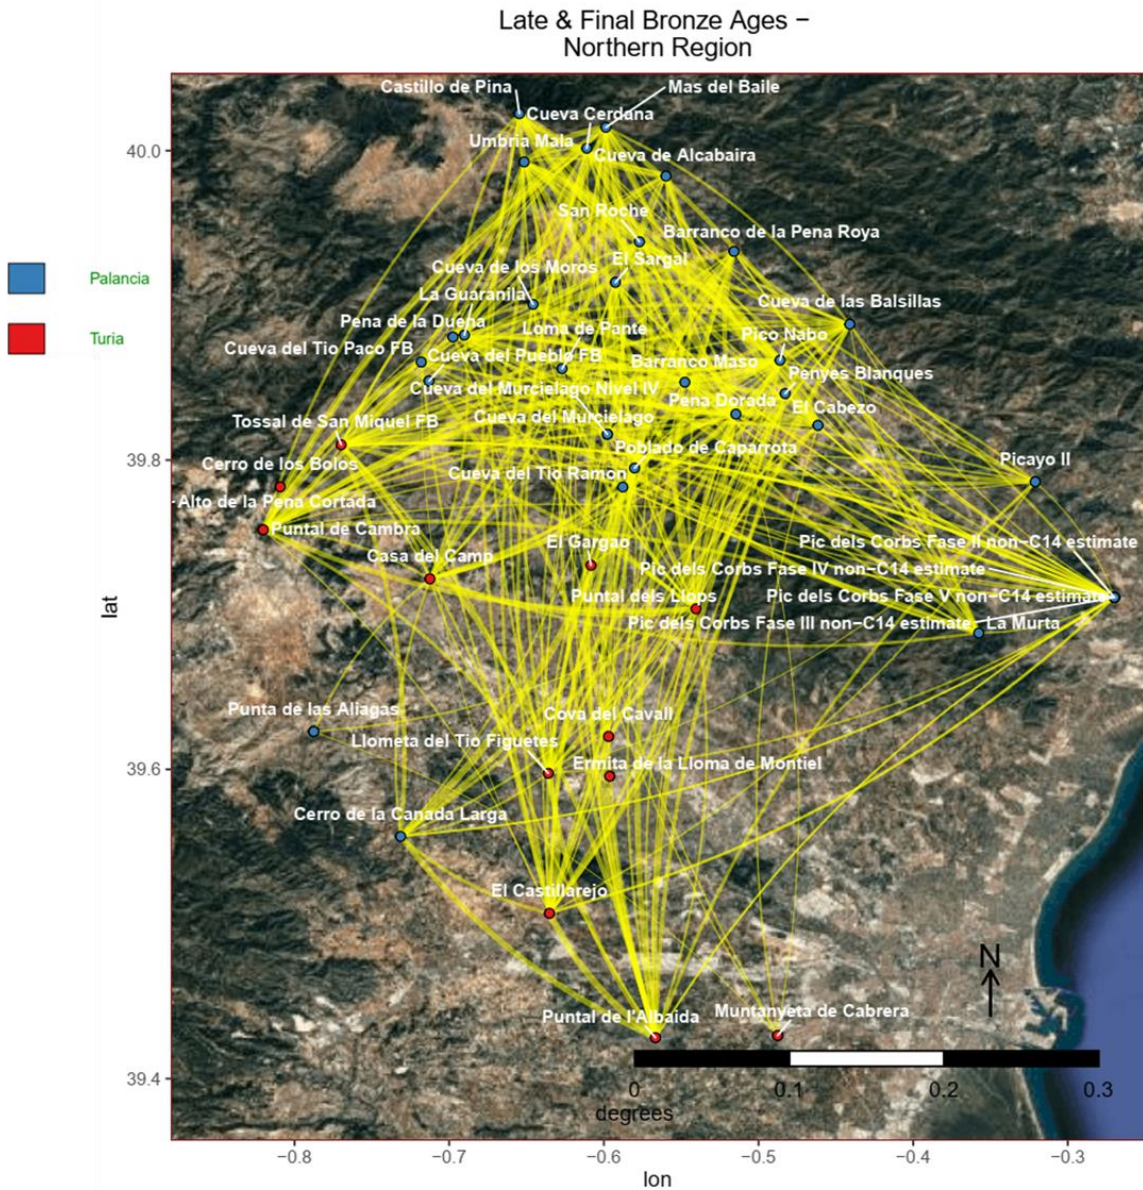 Late & Final Bronze Ages −
Northern Region
Castillo de Pina
Mas del Baile
Cueva Cerdana
Umbria Mala
Cueva de Alcabaira
40.0
San Roche
Barranco de la Pena Roya
El Sargal
Cueva de los Moros
Palancia
La Guaranila
Cueva de las Balsillas
Pena de la Duena
Loma de Pante
Pico Nabo
Turia
Cueva del Tio Paco FB
Cueva del Pueblo FB
Barranco Maso
Penyes Blanques
Cueva del Murcielago Nivel IV
Pena Dorada
El Cabezo
Tossal de San Miquel FB
Cueva del Murcielago
Poblado de Caparrota
39.8
Cerro de los Bolos
Cueva del Tio Ramon
Picayo II
Alto de la Pena Cortada
Puntal de Cambra
El Gargao
Pic dels Corbs Fase II non−C14 estimate
Casa del Camp
Pic dels Corbs Fase IV non−C14 estimate
Puntal dels Llops
Pic dels Corbs Fase V non−C14 estimate
lat
Pic dels Corbs Fase III non−C14 estimate
La Murta
Punta de las Aliagas
Cova del Cavall
Llometa del Tio Figuetes
Ermita de la Lloma de Montiel
39.6
Cerro de la Canada Larga
El Castillarejo
N
Puntal de l'Albaida
Muntanyeta de Cabrera
39.4
0
0.1
0.2
0.3
degrees
−0.8
−0.7
−0.6
−0.5
−0.4
−0.3
lon